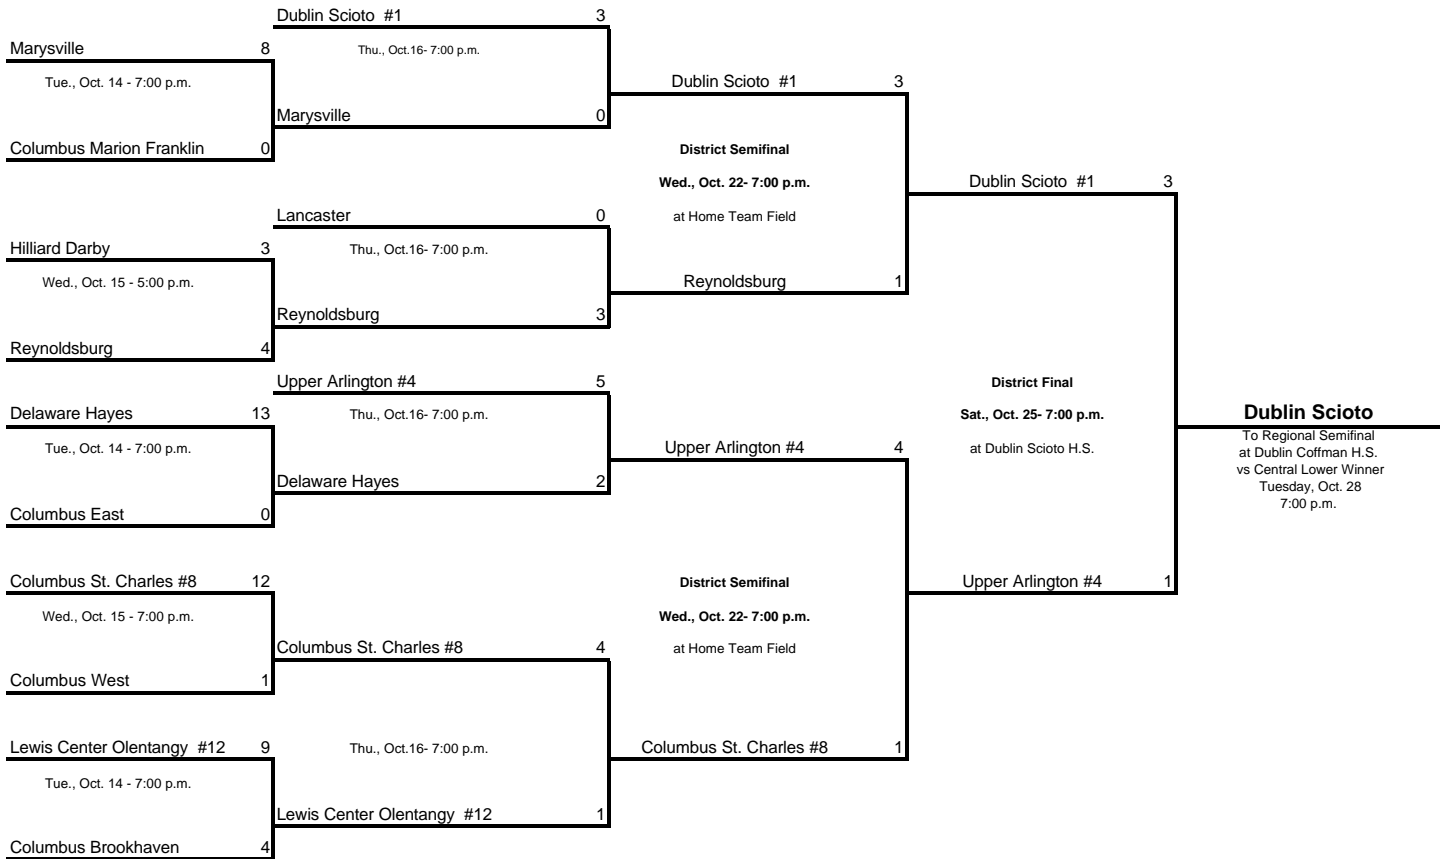 Dublin Scioto #1 3
Marysville 8
Thu., Oct.16- 7:00 p.m.
Tue., Oct. 14 - 7:00 p.m.
Dublin Scioto #1 3
Marysville 0
Columbus Marion Franklin 0
District Semifinal
Wed., Oct. 22- 7:00 p.m.
Dublin Scioto #1 3
Lancaster 0
at Home Team Field
Hilliard Darby 3
Thu., Oct.16- 7:00 p.m.
Wed., Oct. 15 - 5:00 p.m.
Reynoldsburg 1
Reynoldsburg 3
Reynoldsburg 4
Upper Arlington #4 5
District Final
Delaware Hayes 13
Thu., Oct.16- 7:00 p.m.
Sat., Oct. 25- 7:00 p.m.
Dublin Scioto
To Regional Semifinal
at Dublin Coffman H.S.
vs Central Lower Winner
Tuesday, Oct. 28
7:00 p.m.
Tue., Oct. 14 - 7:00 p.m.
Upper Arlington #4 4
at Dublin Scioto H.S.
Delaware Hayes 2
Columbus East 0
Columbus St. Charles #8 12
District Semifinal
Upper Arlington #4 1
Wed., Oct. 15 - 7:00 p.m.
Wed., Oct. 22- 7:00 p.m.
Columbus St. Charles #8 4
at Home Team Field
Columbus West 1
Lewis Center Olentangy #12 9
Thu., Oct.16- 7:00 p.m.
Columbus St. Charles #8 1
Tue., Oct. 14 - 7:00 p.m.
Lewis Center Olentangy #12 1
Columbus Brookhaven 4